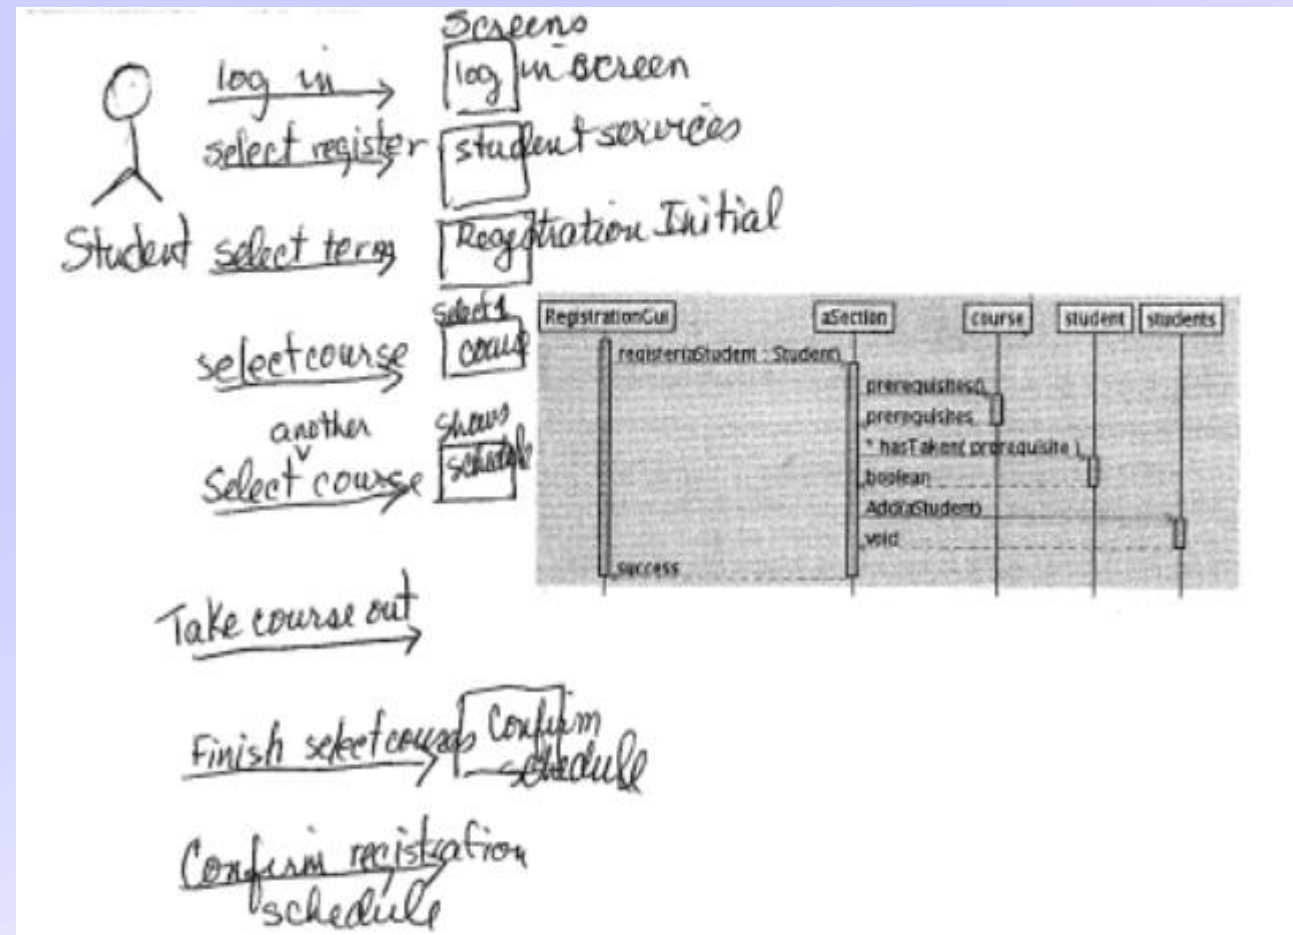 Screens
log in
log in screen
select register
student services
Student
select term
Registration Initial
select 1
select course
course
another
select course
shows
schedule
RegistrationGui
aSection
course
student
students
register(aStudent : Student)
prerequisites()
prerequisites
* hasTaken( prerequisite )
boolean
Add(aStudent)
void
success
Take course out
Finish select courses
Confirm
schedule
Confirm registration
schedule